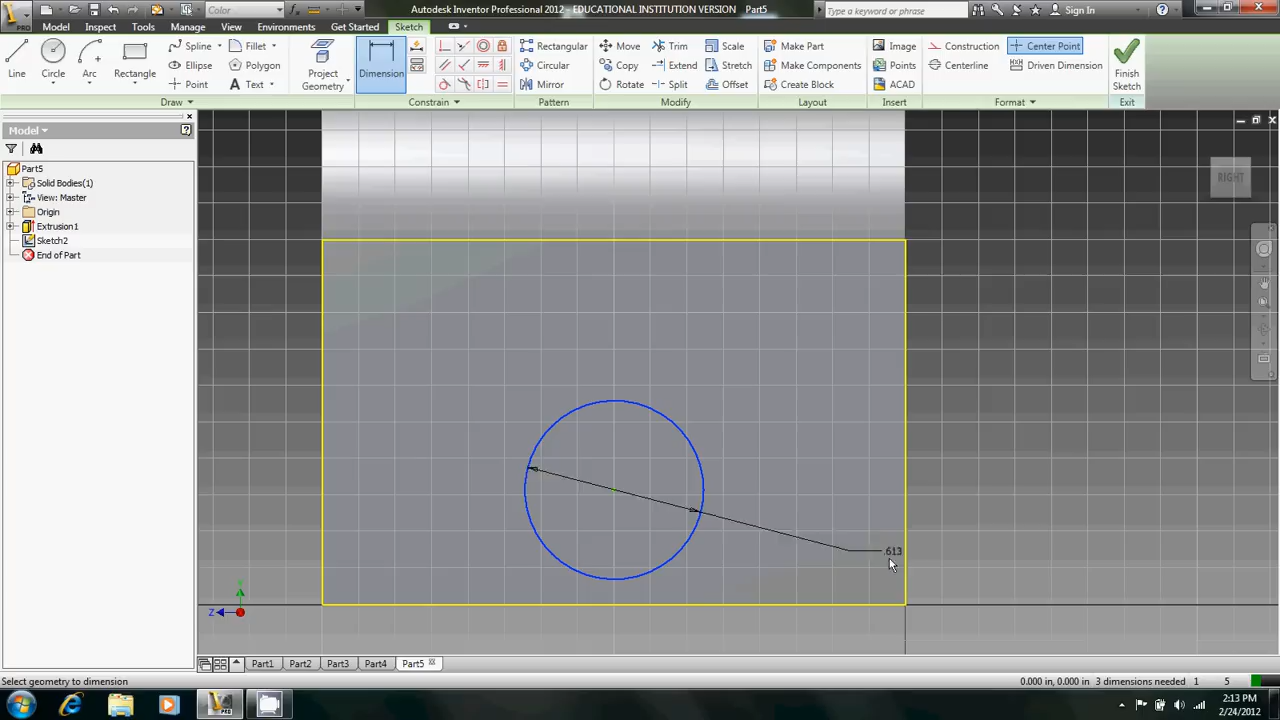 PRO
Color
Autodesk Inventor Professional 2012 - EDUCATIONAL INSTITUTION VERSION Part5
Type a keyword or phrase
Sign In
Model Inspect Tools Manage View Environments Get Started Sketch
Line
Circle
Arc
Rectangle
Spline
Ellipse
Point
Fillet
Polygon
Text
Project Geometry
Dimension
Rectangular
Circular
Mirror
Move
Copy
Rotate
Trim
Extend
Split
Scale
Stretch
Offset
Make Part
Make Components
Create Block
Image
Points
ACAD
Construction
Centerline
Center Point
Driven Dimension
Finish Sketch
Draw Constrain Pattern Modify Layout Insert Format Exit
Model
Part5
Solid Bodies(1)
View: Master
Origin
Extrusion1
Sketch2
End of Part
RIGHT
.613
Z
Part1 Part2 Part3 Part4 Part5
Select geometry to dimension
0.000 in, 0.000 in 3 dimensions needed 1 5
PRO
2:13 PM
2/24/2012